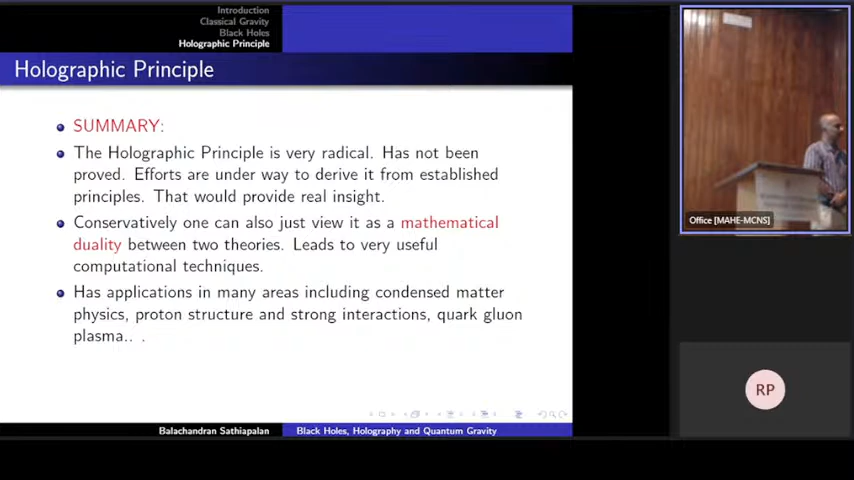 Introduction
Classical Gravity
Black Holes
Holographic Principle
Holographic Principle
SUMMARY:
The Holographic Principle is very radical. Has not been
proved. Efforts are under way to derive it from established
principles. That would provide real insight.
Conservatively one can also just view it as a mathematical
duality between two theories. Leads to very useful
computational techniques.
Has applications in many areas including condensed matter
physics, proton structure and strong interactions, quark gluon
plasma.. .
Balachandran Sathiapalan
Black Holes, Holography and Quantum Gravity
Office [MAHE-MCNS]
RP